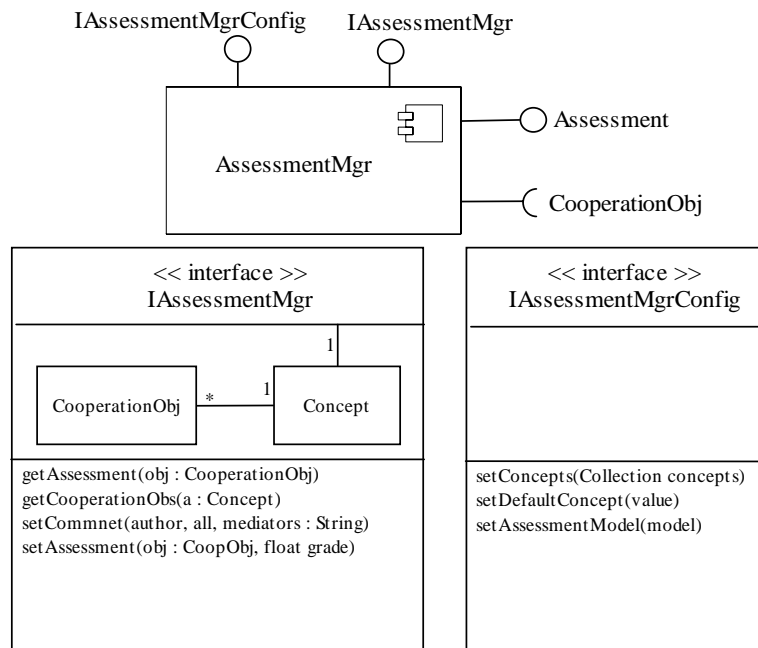 IAssessmentMgrConfig
IAssessmentMgr
Assessment
AssessmentMgr
CooperationObj
<< interface >>
IAssessmentMgr
1
CooperationObj
*
1
Concept
getAssessment(obj : CooperationObj)
getCooperationObs(a : Concept)
setCommnet(author, all, mediators : String)
setAssessment(obj : CoopObj, float grade)
<< interface >>
IAssessmentMgrConfig
setConcepts(Collection concepts)
setDefaultConcept(value)
setAssessmentModel(model)